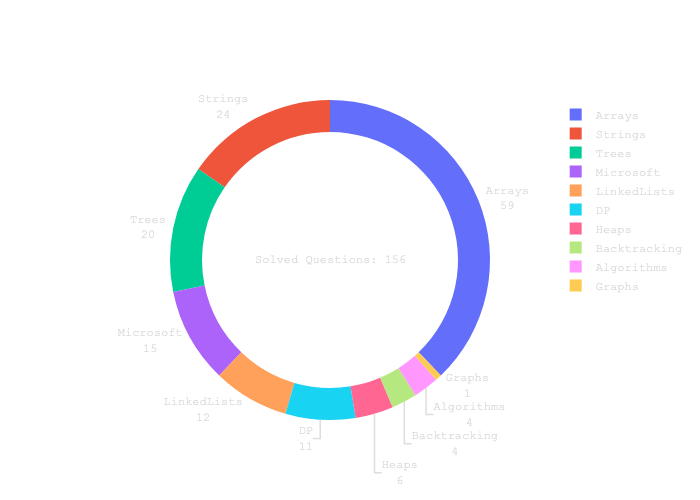 Strings
24
Arrays
59
Trees
20
Solved Questions: 156
Microsoft
15
LinkedLists
12
DP
11
Heaps
6
Backtracking
4
Algorithms
4
Graphs
1
Arrays
Strings
Trees
Microsoft
LinkedLists
DP
Heaps
Backtracking
Algorithms
Graphs